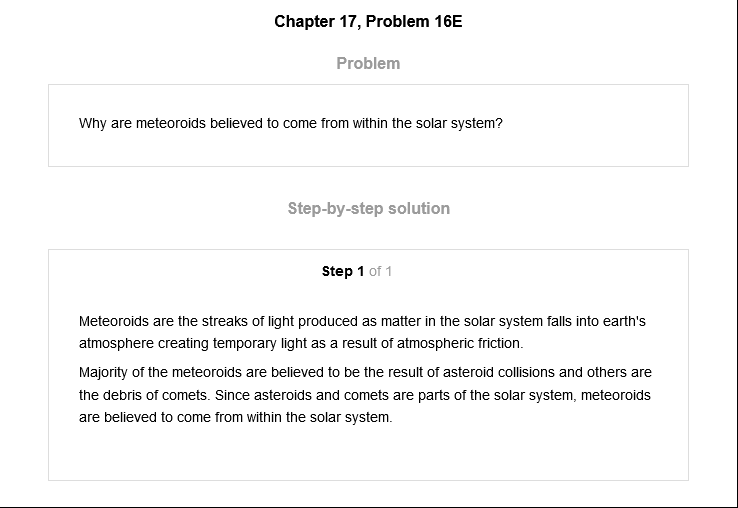 Chapter 17, Problem 16E
Problem
Why are meteoroids believed to come from within the solar system?
Step-by-step solution
Step 1 of 1
Meteoroids are the streaks of light produced as matter in the solar system falls into earth's
atmosphere creating temporary light as a result of atmospheric friction.
Majority of the meteoroids are believed to be the result of asteroid collisions and others are
the debris of comets. Since asteroids and comets are parts of the solar system, meteoroids
are believed to come from within the solar system.